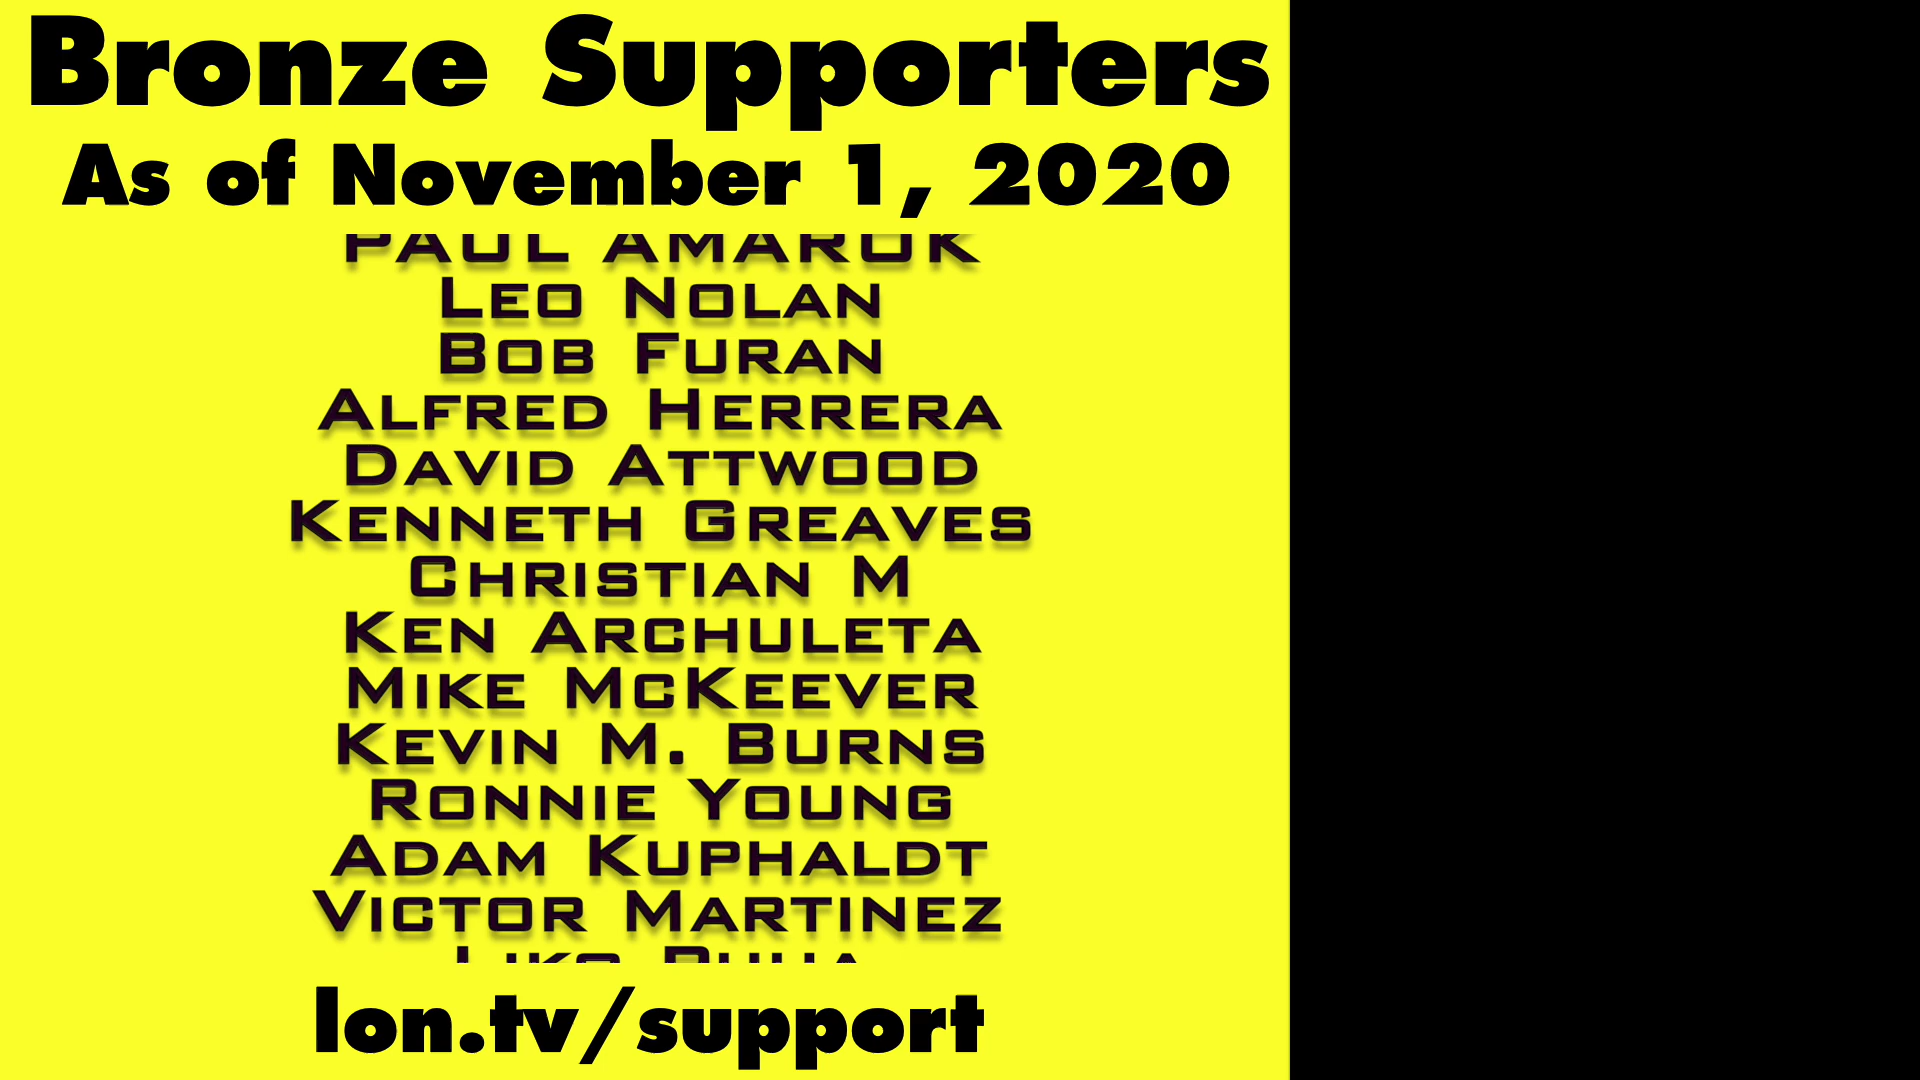 Bronze Supporters
As of November 1, 2020
PAUL AMAROK
LEO NOLAN
BOB FURAN
ALFRED HERRERA
DAVID ATTWOOD
KENNETH GREAVES
CHRISTIAN M
KEN ARCHULETA
MIKE MCKEEVER
KEVIN M. BURNS
RONNIE YOUNG
ADAM KUPHALDT
VICTOR MARTINEZ
lon.tv/support